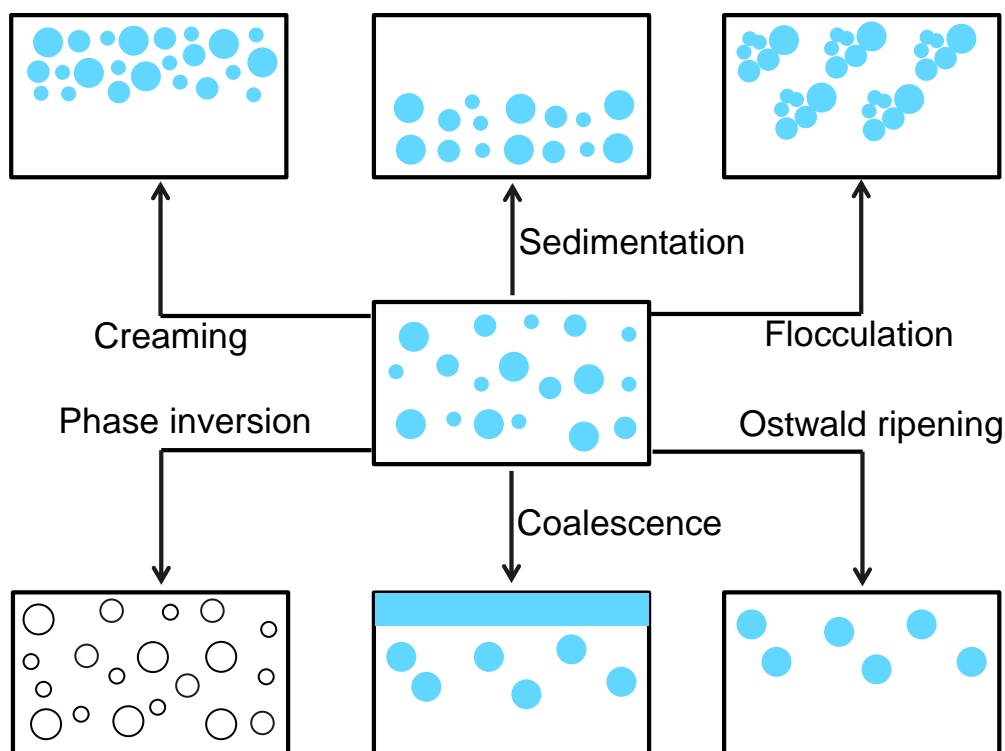 Sedimentation
Creaming
Flocculation
Phase inversion
Ostwald ripening
Coalescence